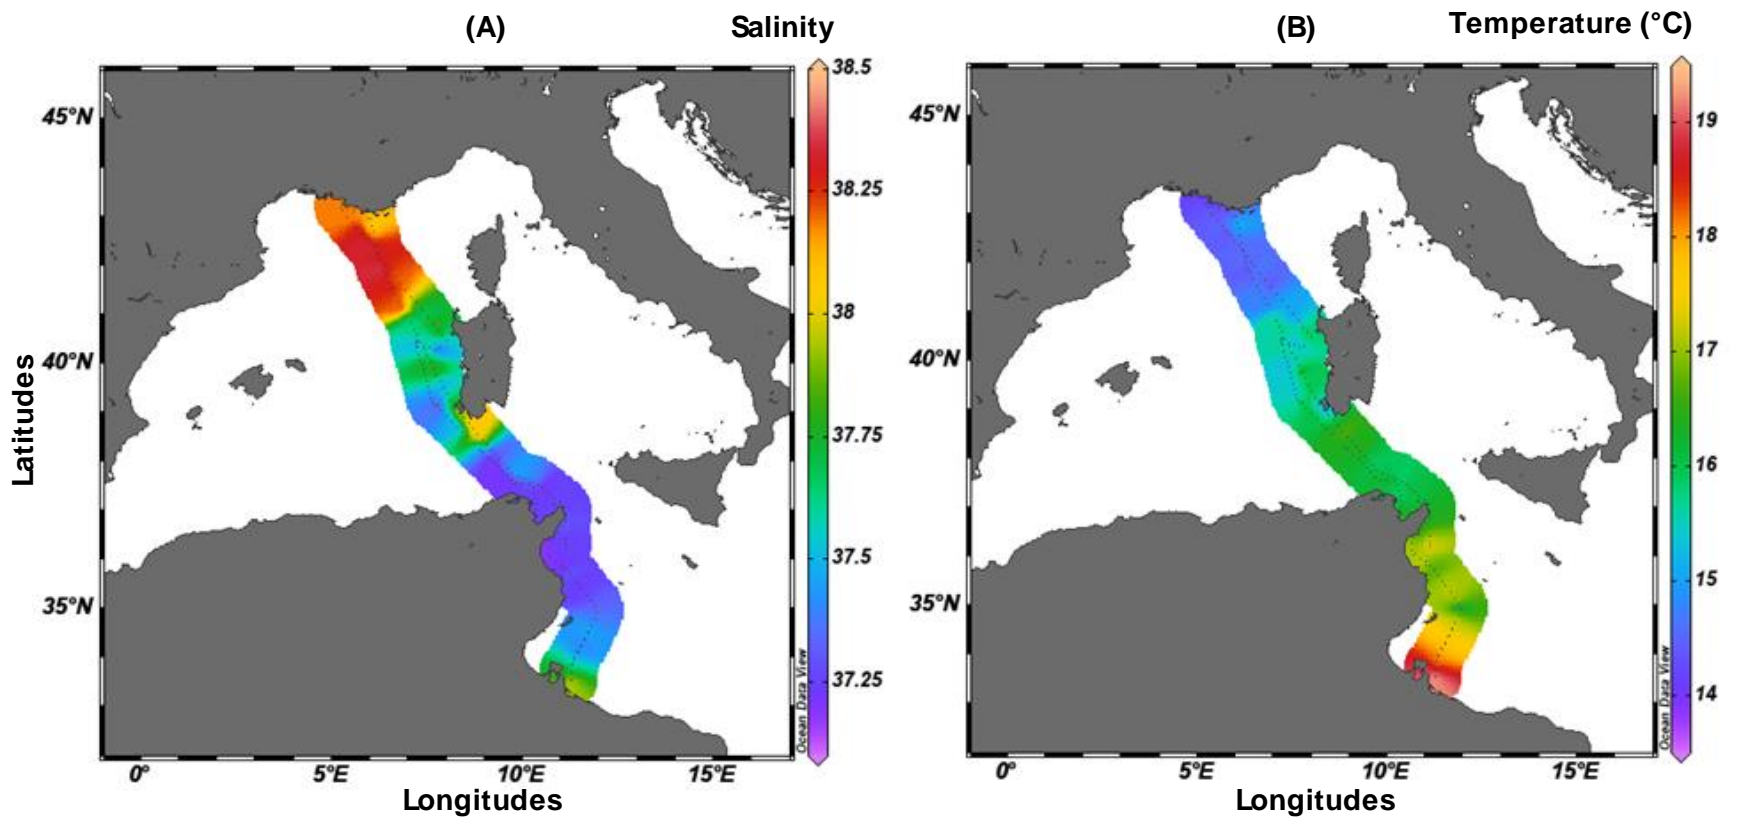 (A)
Salinity
(B)
Temperature (°C)
38.5
38.25
38
37.75
37.5
37.25
45°N
40°N
35°N
Latitudes
0°
5°E
10°E
15°E
Longitudes
Ocean Data View
19
18
17
16
15
14
45°N
40°N
35°N
0°
5°E
10°E
15°E
Longitudes
Ocean Data View